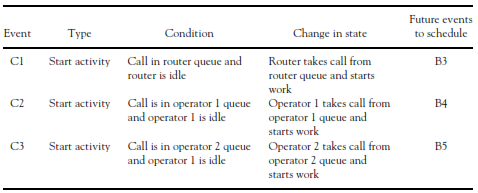 Future events
Event Type Condition Change in state to schedule
C1 Start activity Call in router queue and Router takes call from B3
router is idle router queue and starts
work
C2 Start activity Call is in operator 1 queue Operator 1 takes call from B4
and operator 1 is idle operator 1 queue and
starts work
C3 Start activity Call is in operator 2 queue Operator 2 takes call from B5
and operator 1 is idle operator 2 queue and
starts work